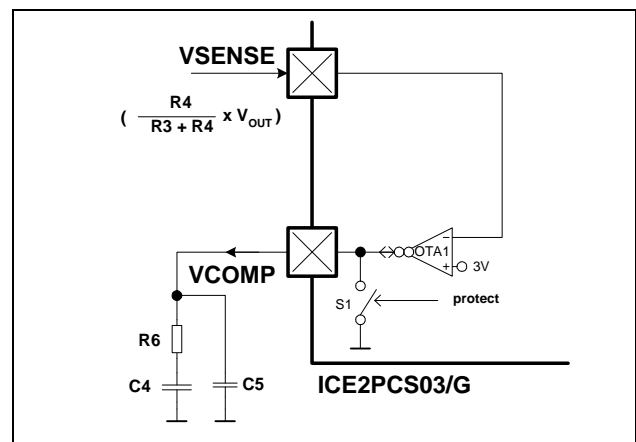 VSENSE
( R4 / R3 + R4 x VOUT )
OTA1
−
+
3V
VCOMP
S1
protect
R6
C4
C5
ICE2PCS03/G